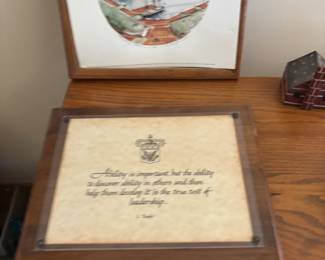 Ability is important, but the ability
to discover ability in others and then
help them develop it is the true test of
leadership.